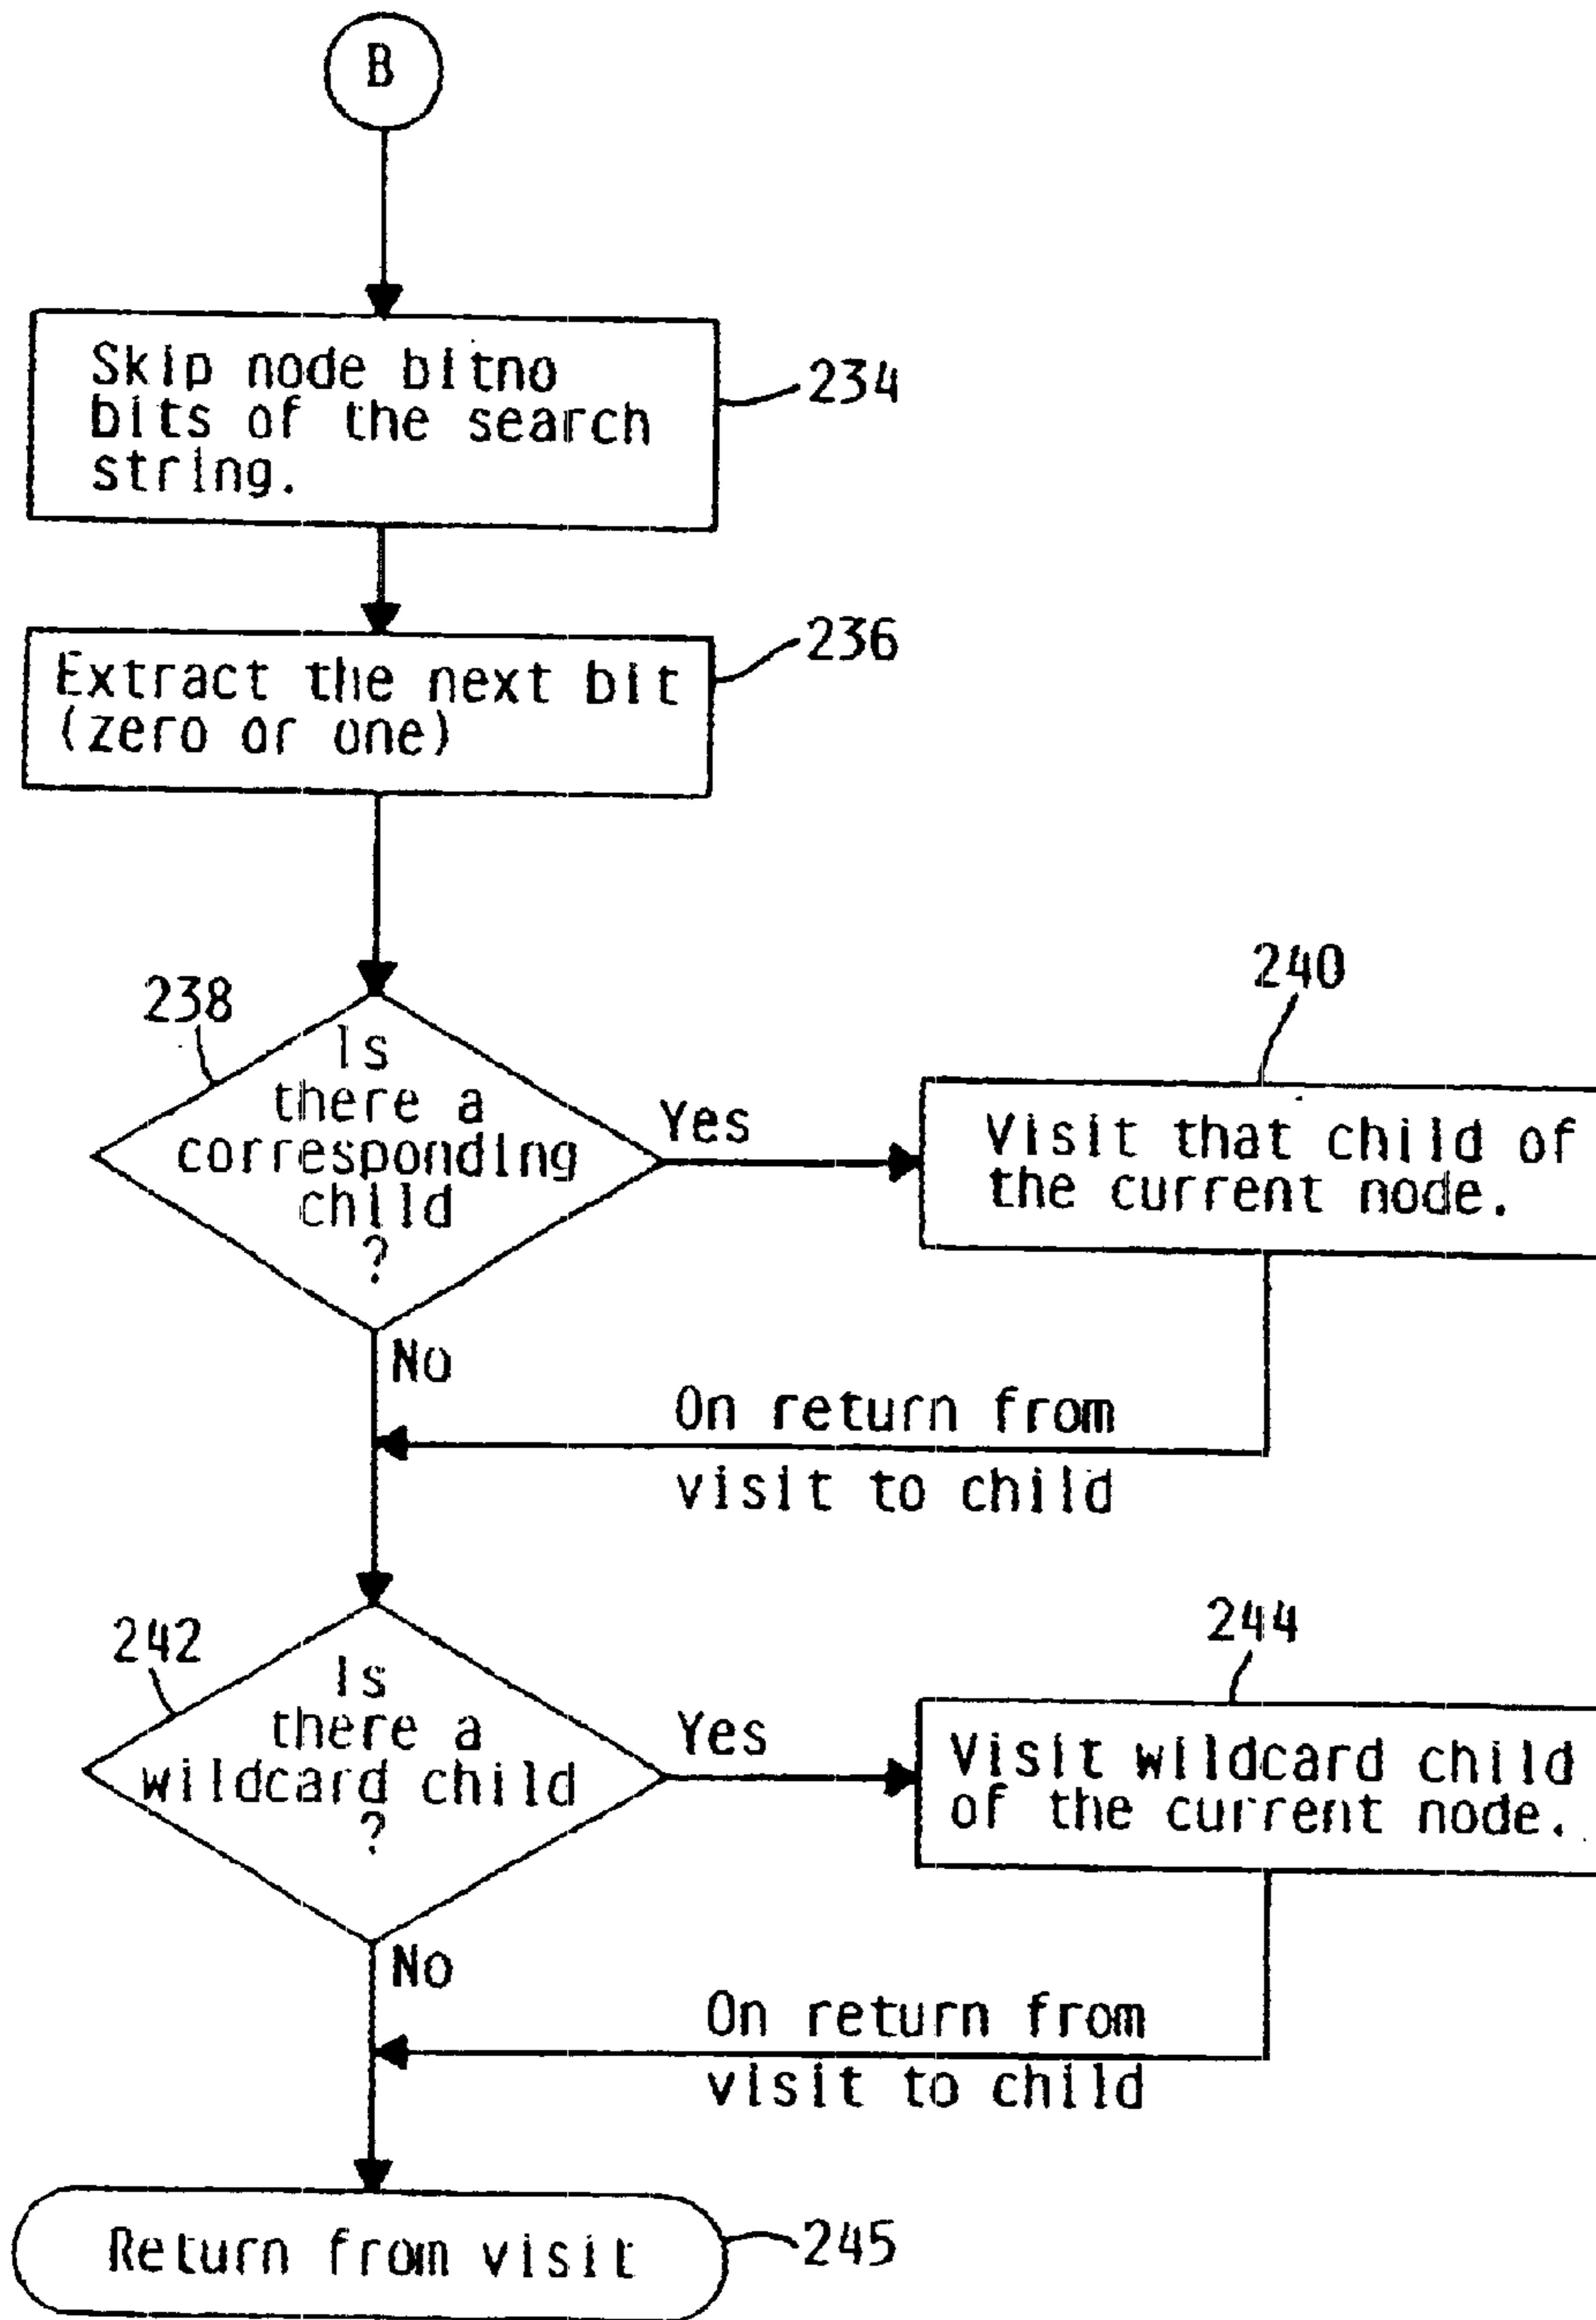 B
Skip node bitno
bits of the search
string.
234
Extract the next bit
(zero or one)
236
238
Is
there a
corresponding
child
?
Yes
240
Visit that child of
the current node.
No
On return from
visit to child
242
Is
there a
wildcard child
?
Yes
244
Visit wildcard child
of the current node.
No
On return from
visit to child
Return from visit
245